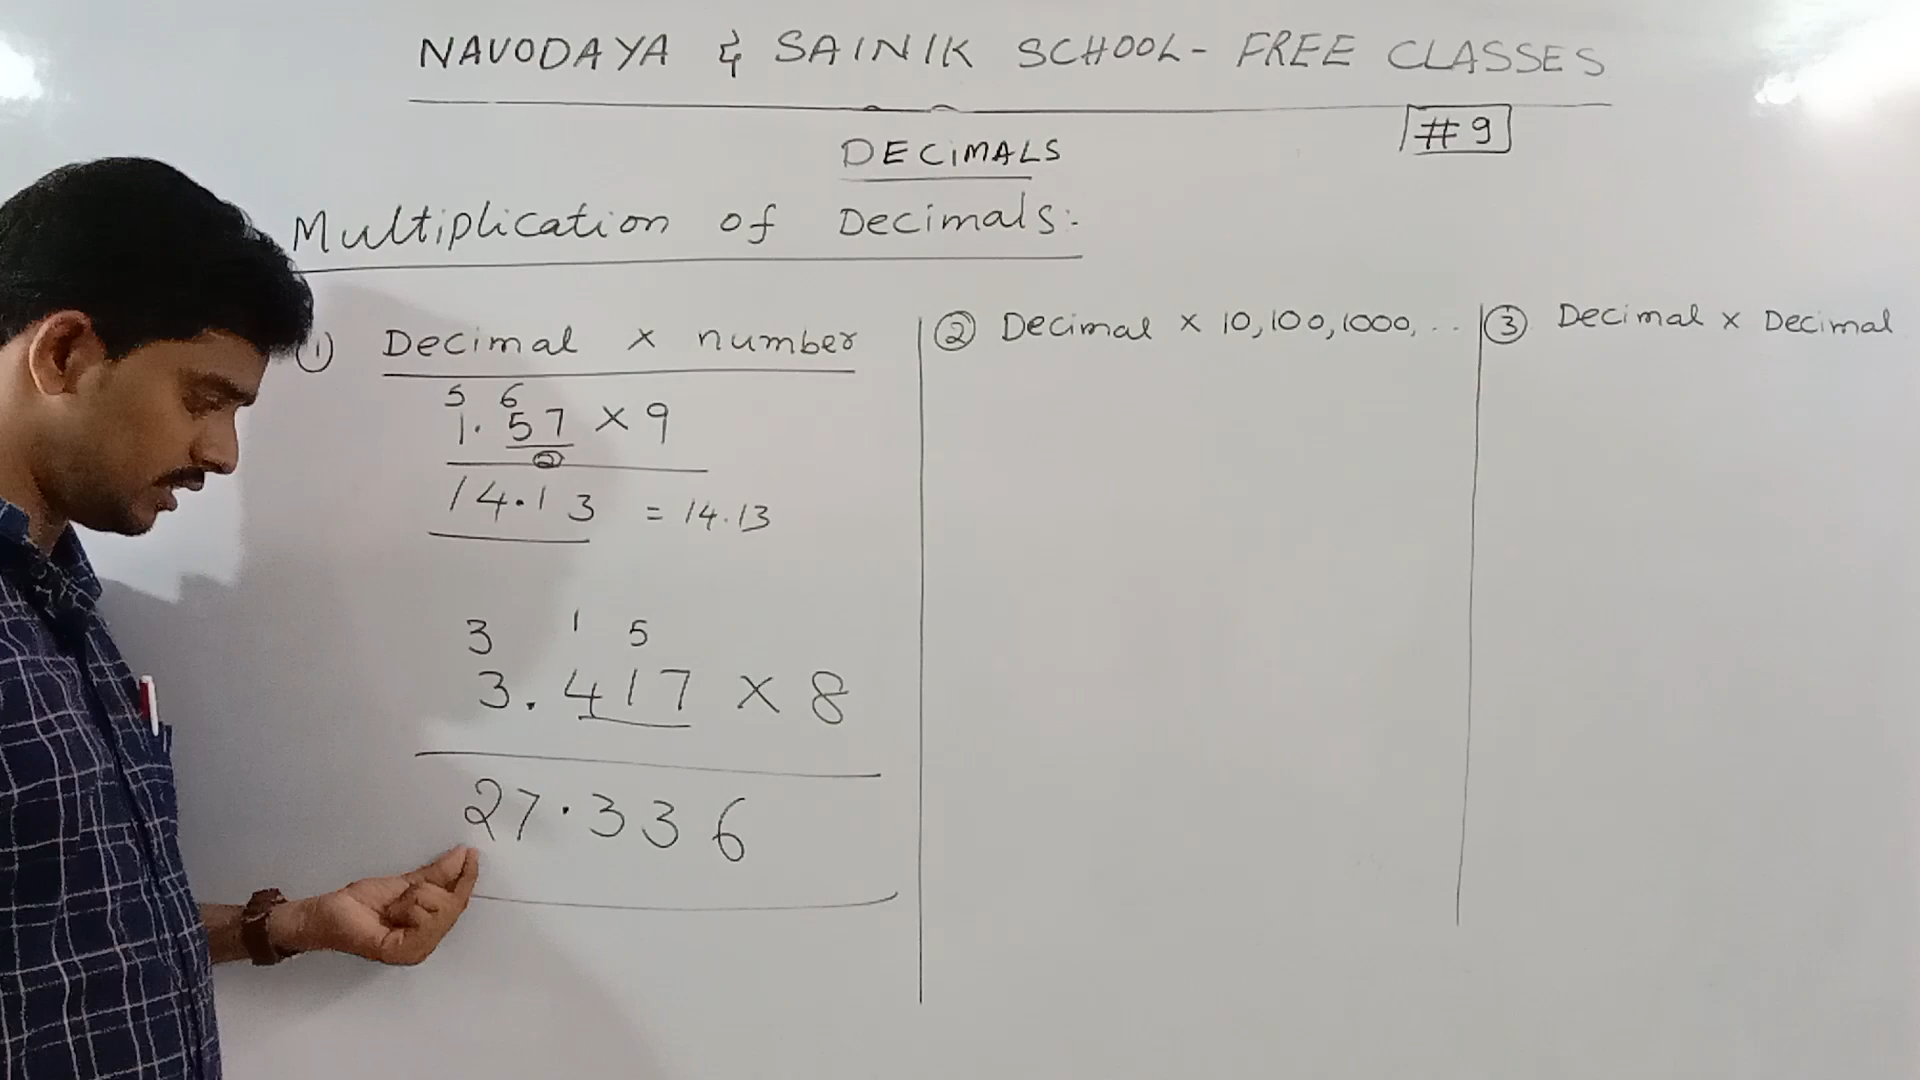 NAVODAYA & SAINIK SCHOOL - FREE CLASSES
#9
DECIMALS
Multiplication of Decimals:-
① Decimal x number
5 6
1.57 x 9
②
14.13 = 14.13
3 1 5
3.417 x 8
27.336
② Decimal x 10,100,1000,...
③ Decimal x Decimal